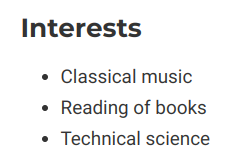 Interests
• Classical music
• Reading of books
• Technical science